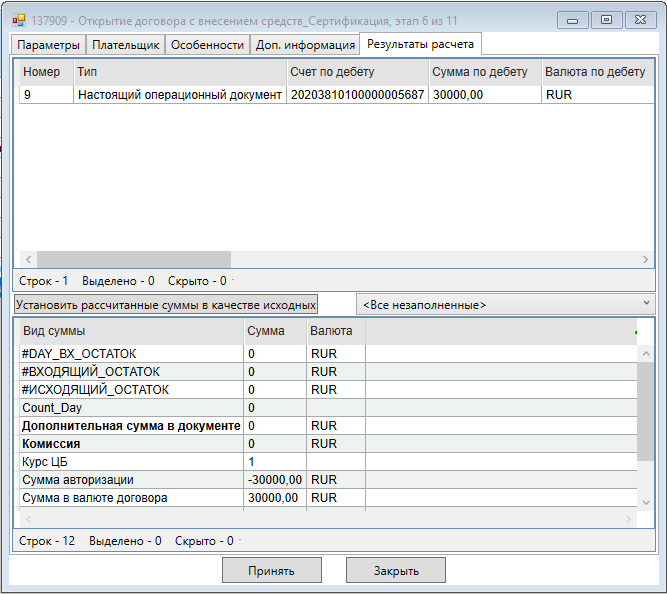 137909 - Открытие договора с внесением средств_Сертификация, этап 6 из 11
Параметры Плательщик Особенности Доп. информация Результаты расчета
Номер Тип Счет по дебету Сумма по дебету Валюта по дебету
9 Настоящий операционный документ 20203810100000005687 30000,00 RUR
Строк - 1 Выделено - 0 Скрыто - 0
Установить рассчитанные суммы в качестве исходных <Все незаполненные>
Вид суммы Сумма Валюта
#DAY_ВХ_ОСТАТОК 0 RUR
#ВХОДЯЩИЙ_ОСТАТОК 0 RUR
#ИСХОДЯЩИЙ_ОСТАТОК 0 RUR
Count_Day 0
Дополнительная сумма в документе 0 RUR
Комиссия 0 RUR
Курс ЦБ 1
Сумма авторизации -30000,00 RUR
Сумма в валюте договора 30000,00 RUR
Строк - 12 Выделено - 0 Скрыто - 0
Принять Закрыть